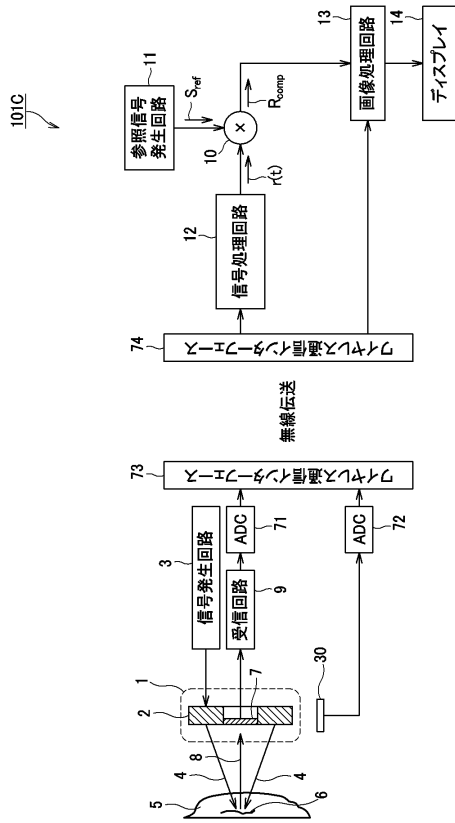 101C
参照信号
発生回路
11
Sref
10
×
r(t)
Rcomp
12
信号処理回路
13
画像処理回路
14
ディスプレイ
74
ワイヤレス通信インターフェース
無線伝送
73
ワイヤレス通信インターフェース
3
信号発生回路
ADC
71
受信回路
9
ADC
72
1
2
7
30
8
4
4
5
6